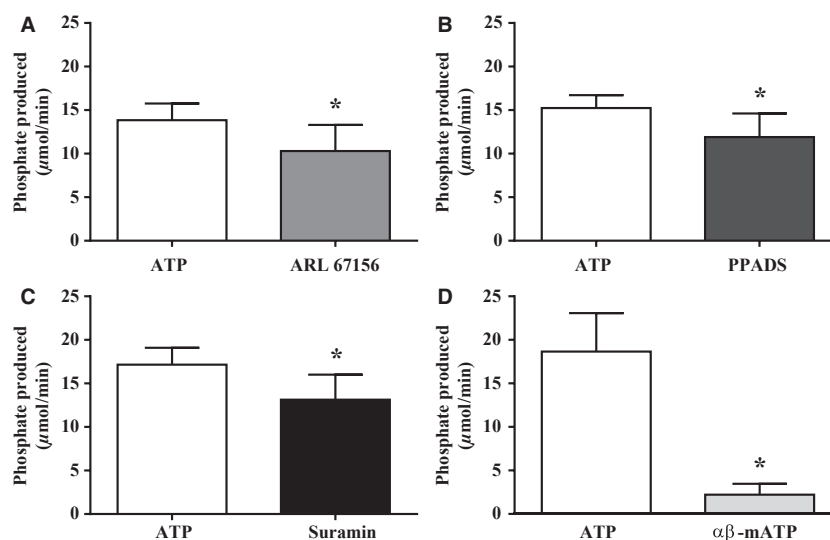 A
Phosphate produced
(µmol/min)
25
20
15
10
5
0
*
ATP
ARL 67156
B
Phosphate produced
(µmol/min)
25
20
15
10
5
0
*
ATP
PPADS
C
Phosphate produced
(µmol/min)
25
20
15
10
5
0
*
ATP
Suramin
D
Phosphate produced
(µmol/min)
25
20
15
10
5
0
*
ATP
αβ-mATP